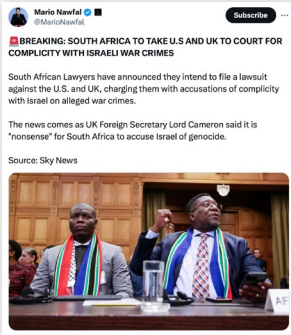 Mario Nawfal
@MarioNawfal
Subscribe
🚨BREAKING: SOUTH AFRICA TO TAKE U.S AND UK TO COURT FOR
COMPLICITY WITH ISRAELI WAR CRIMES
South African Lawyers have announced they intend to file a lawsuit
against the U.S. and UK, charging them with accusations of complicity
with Israel on alleged war crimes.
The news comes as UK Foreign Secretary Lord Cameron said it is
"nonsense" for South Africa to accuse Israel of genocide.
Source: Sky News